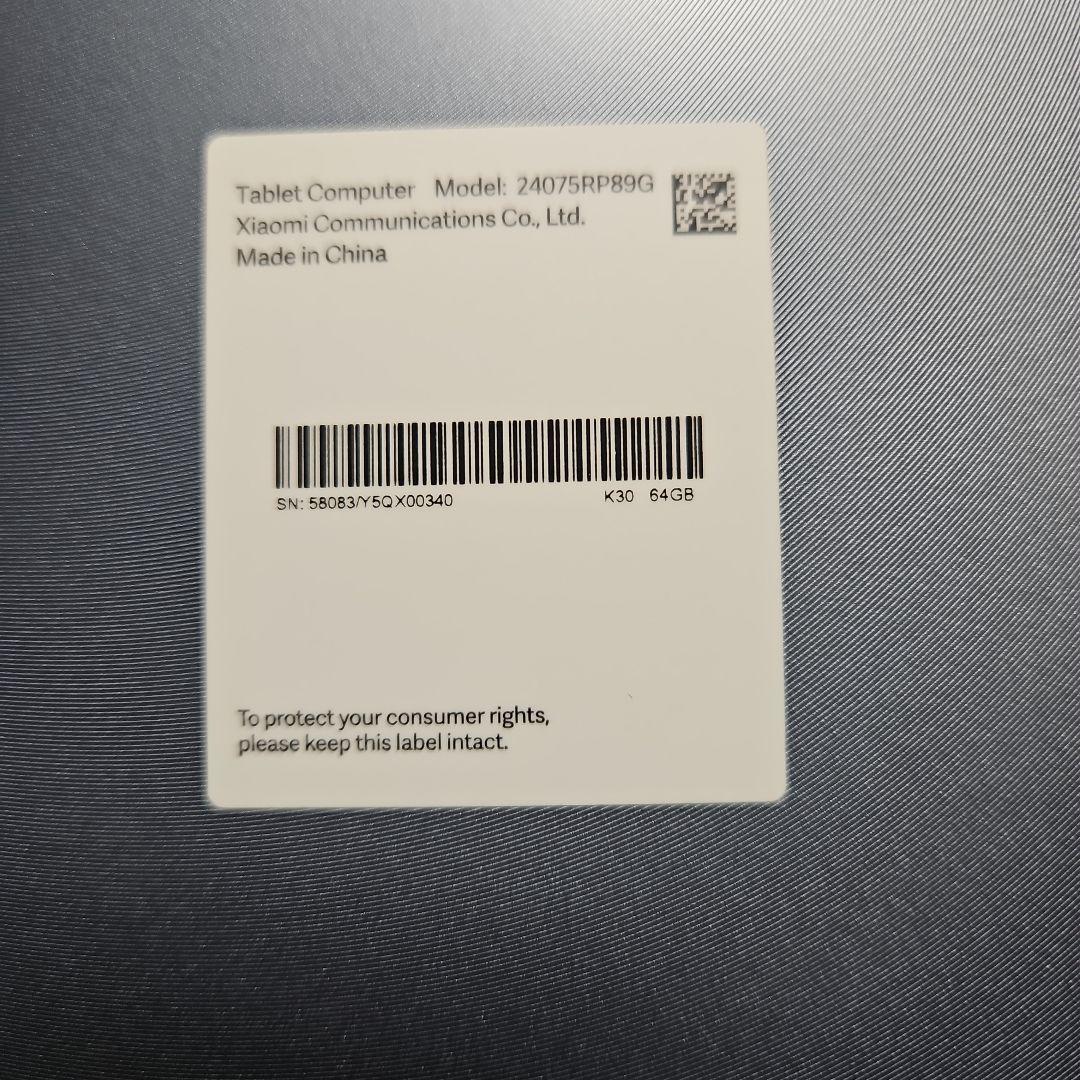 Tablet Computer Model: 24075RP89G
Xiaomi Communications Co., Ltd.
Made in China
SN: 58083/Y5QX00340 K30 64GB
To protect your consumer rights,
please keep this label intact.